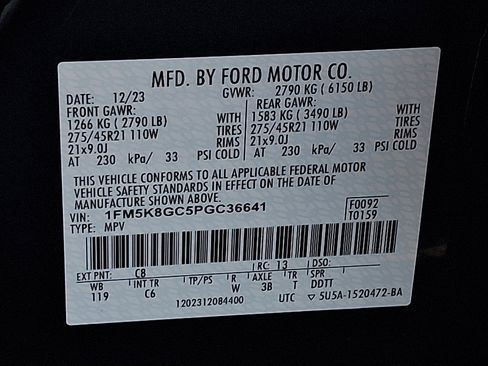 MFD. BY FORD MOTOR CO.
DATE: 12/23 GVWR: 2790 KG ( 6150 LB)
FRONT GAWR: REAR GAWR:
1266 KG ( 2790 LB) WITH 1583 KG ( 3490 LB) WITH
275/45R21 110W TIRES 275/45R21 110W TIRES
21x9.0J RIMS 21x9.0J RIMS
AT 230 kPa/ 33 PSI COLD AT 230 kPa/ 33 PSI COLD
THIS VEHICLE CONFORMS TO ALL APPLICABLE FEDERAL MOTOR
VEHICLE SAFETY STANDARDS IN EFFECT ON THE DATE OF
MANUFACTURE SHOWN ABOVE.
VIN: 1FM5K8GC5PGC36641 F0092
TYPE: MPV T0159
EXT PNT: C8 RC: 13 DSO:
WB INT TR TP/PS R AXLE TR SPR
119 C6 W 3B T DDTT
1202312084400 UTC ▽ 5U5A-1520472-BA